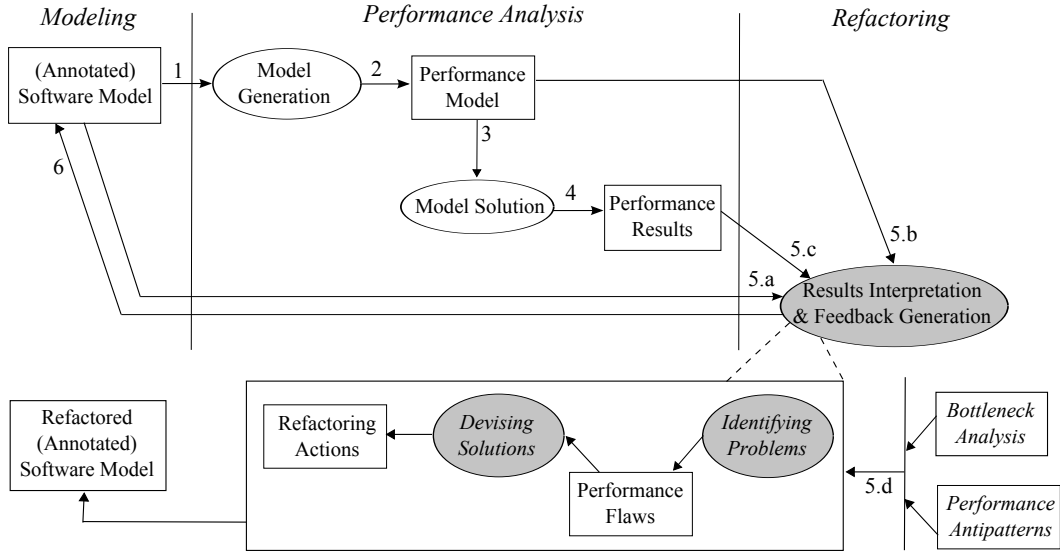 Modeling
Performance Analysis
Refactoring
(Annotated)
Software Model
1
Model
Generation
2
Performance
Model
3
6
Model Solution
4
Performance
Results
5.c
5.b
5.a
Results Interpretation
& Feedback Generation
Refactored
(Annotated)
Software Model
Refactoring
Actions
Devising
Solutions
Identifying
Problems
Performance
Flaws
5.d
Bottleneck
Analysis
Performance
Antipatterns